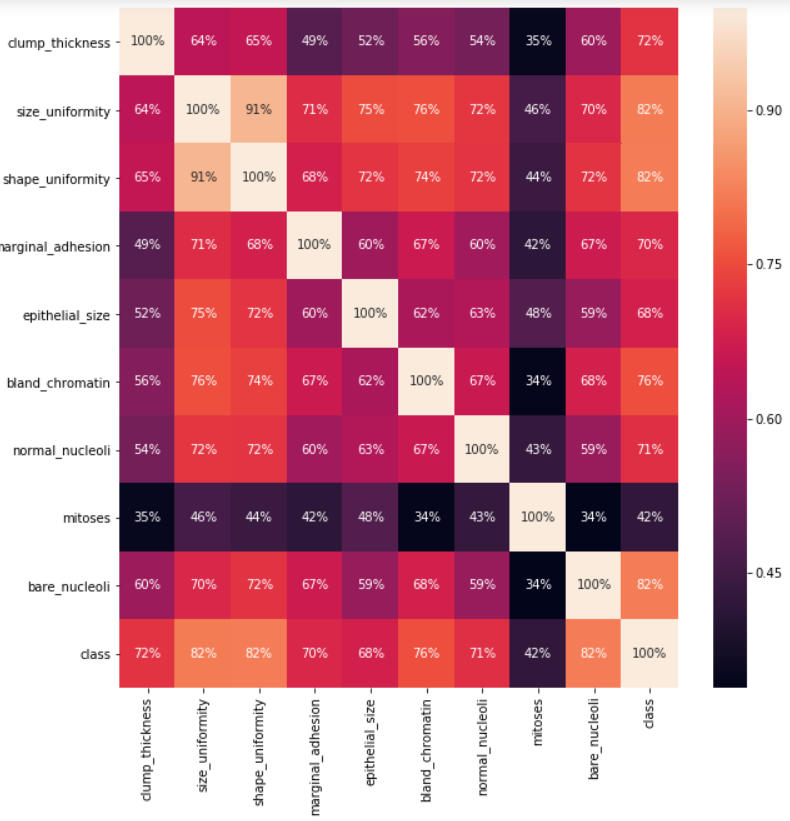 clump_thickness 100% 64% 65% 49% 52% 56% 54% 35% 60% 72%
size_uniformity 64% 100% 91% 71% 75% 76% 72% 46% 70% 82%
shape_uniformity 65% 91% 100% 68% 72% 74% 72% 44% 72% 82%
marginal_adhesion 49% 71% 68% 100% 60% 67% 60% 42% 67% 70%
epithelial_size 52% 75% 72% 60% 100% 62% 63% 48% 59% 68%
bland_chromatin 56% 76% 74% 67% 62% 100% 67% 34% 68% 76%
normal_nucleoli 54% 72% 72% 60% 63% 67% 100% 43% 59% 71%
mitoses 35% 46% 44% 42% 48% 34% 43% 100% 34% 42%
bare_nucleoli 60% 70% 72% 67% 59% 68% 59% 34% 100% 82%
class 72% 82% 82% 70% 68% 76% 71% 42% 82% 100%
clump_thickness
size_uniformity
shape_uniformity
marginal_adhesion
epithelial_size
bland_chromatin
normal_nucleoli
mitoses
bare_nucleoli
class
0.90
0.75
0.60
0.45